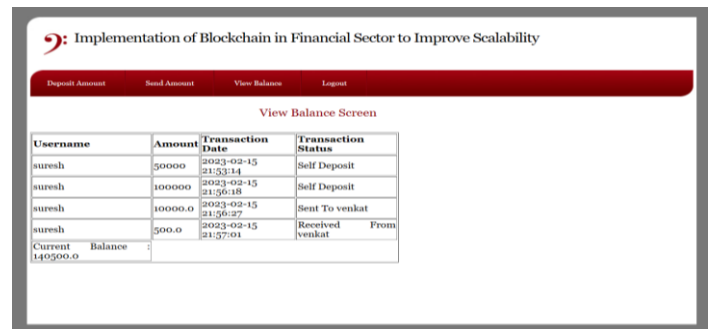 Implementation of Blockchain in Financial Sector to Improve Scalability
Deposit Amount Send Amount View Balance Logout
View Balance Screen
Username Amount Transaction Date Transaction Status
suresh 50000 2023-02-15 21:53:14 Self Deposit
suresh 100000 2023-02-15 21:56:18 Self Deposit
suresh 10000.0 2023-02-15 21:56:27 Sent To venkat
suresh 500.0 2023-02-15 21:57:01 Received From venkat
Current Balance :
140500.0